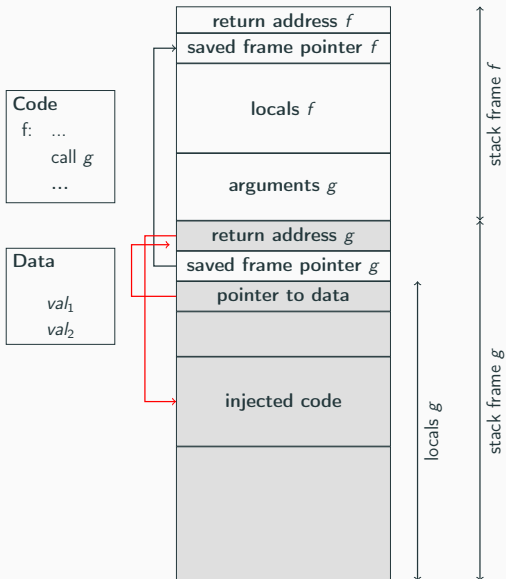 return address f
saved frame pointer f
locals f
arguments g
return address g
saved frame pointer g
pointer to data
injected code
Code
f: ...
call g
...
Data
val1
val2
stack frame f
locals g
stack frame g